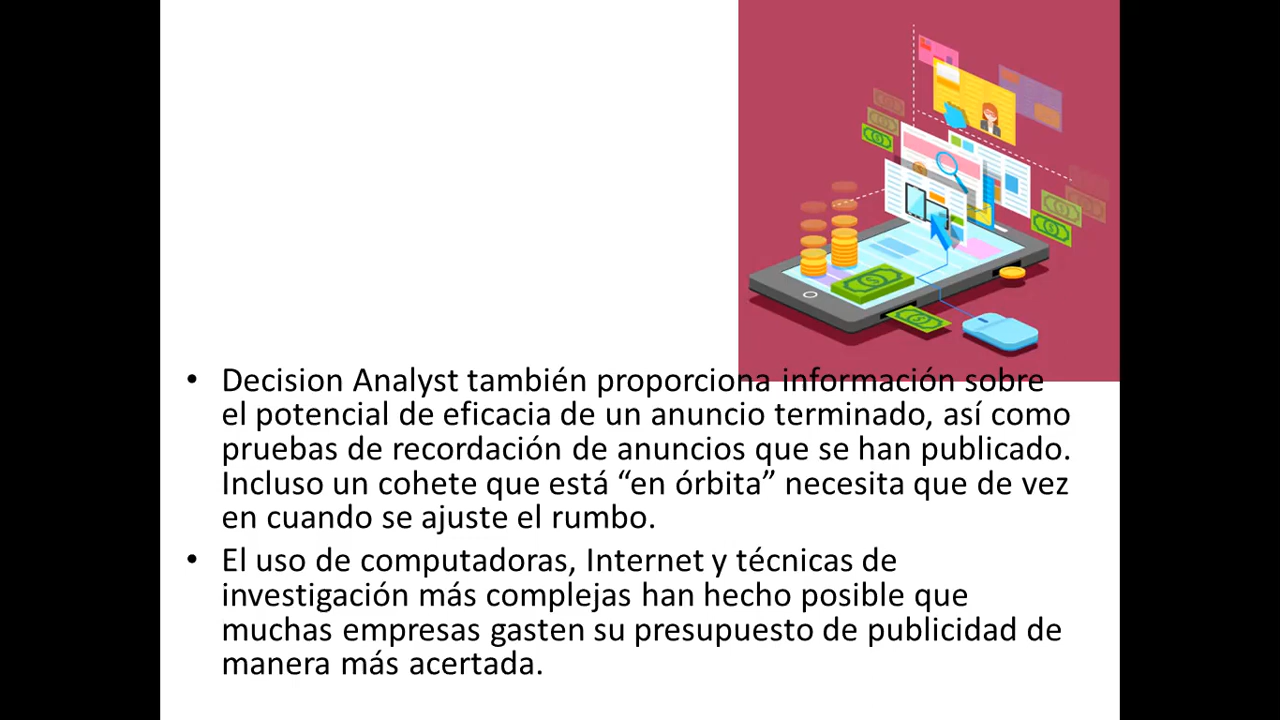 • Decision Analyst también proporciona información sobre
el potencial de eficacia de un anuncio terminado, así como
pruebas de recordación de anuncios que se han publicado.
Incluso un cohete que está “en órbita” necesita que de vez
en cuando se ajuste el rumbo.
• El uso de computadoras, Internet y técnicas de
investigación más complejas han hecho posible que
muchas empresas gasten su presupuesto de publicidad de
manera más acertada.